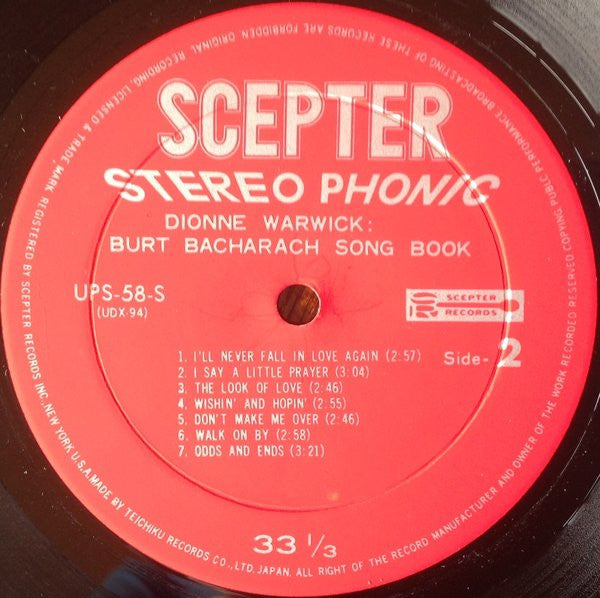 SCEPTER
STEREO PHONIC
DIONNE WARWICK:
BURT BACHARACH SONG BOOK
UPS-58-S
(UDX-94)
SR SCEPTER
RECORDS
Side-2
1. I'LL NEVER FALL IN LOVE AGAIN (2:57)
2. I SAY A LITTLE PRAYER (3:04)
3. THE LOOK OF LOVE (2:46)
4. WISHIN' AND HOPIN' (2:55)
5. DON'T MAKE ME OVER (2:46)
6. WALK ON BY (2:58)
7. ODDS AND ENDS (3:21)
33 1/3
LICENSED & TRADE MARK REGISTERED BY SCEPTER RECORDS INC. NEW YORK U.S.A. MADE BY TEICHIKU RECORDS CO., LTD. JAPAN. ALL RIGHT OF THE RECORD MANUFACTURER AND OWNER OF THE WORK RECORDED RESERVED COPYING PUBLIC PERFORMANCE BROADCASTING OF THESE RECORDS ARE FORBIDDEN ORIGINAL RECORDING.